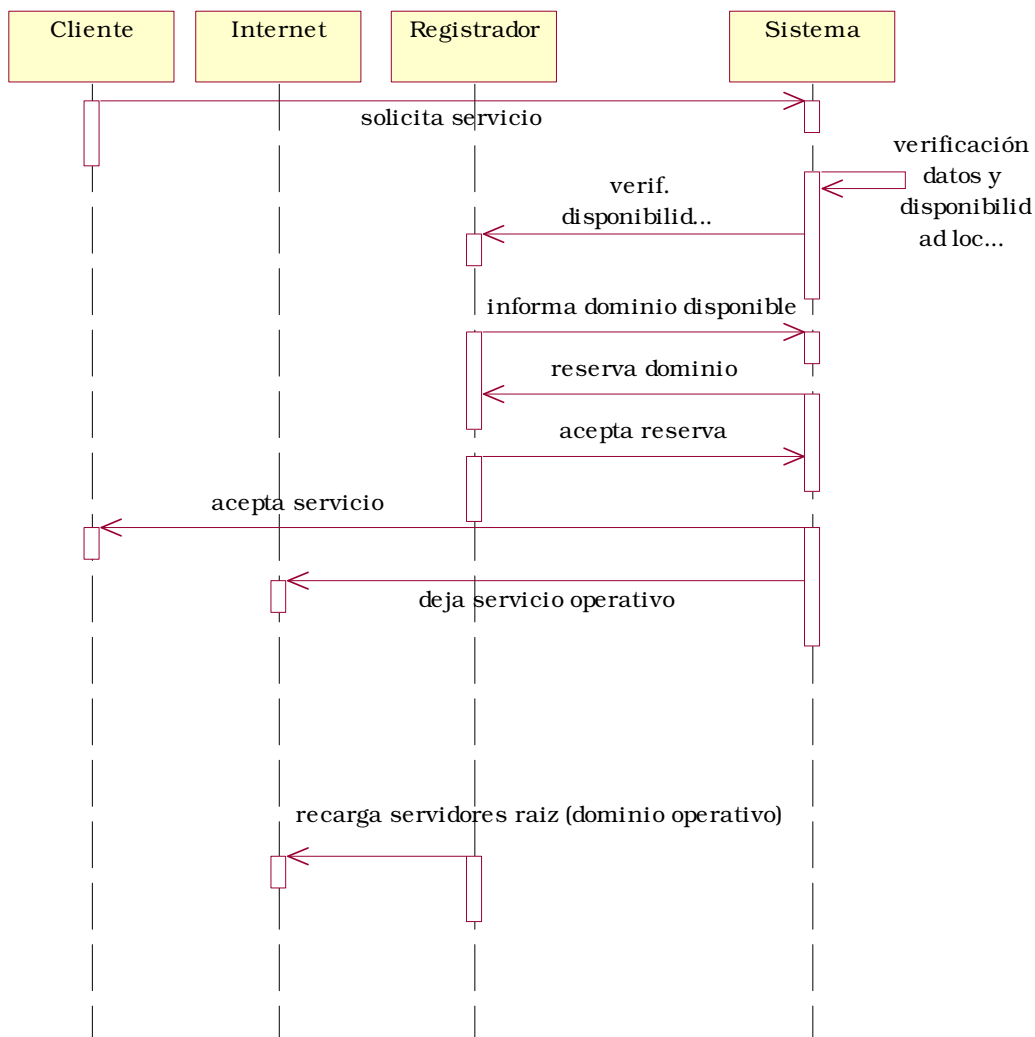 Cliente
Internet
Registrador
Sistema
solicita servicio
verificación
datos y
disponibilid
ad loc...
verif.
disponibilid...
informa dominio disponible
reserva dominio
acepta reserva
acepta servicio
deja servicio operativo
recarga servidores raiz (dominio operativo)